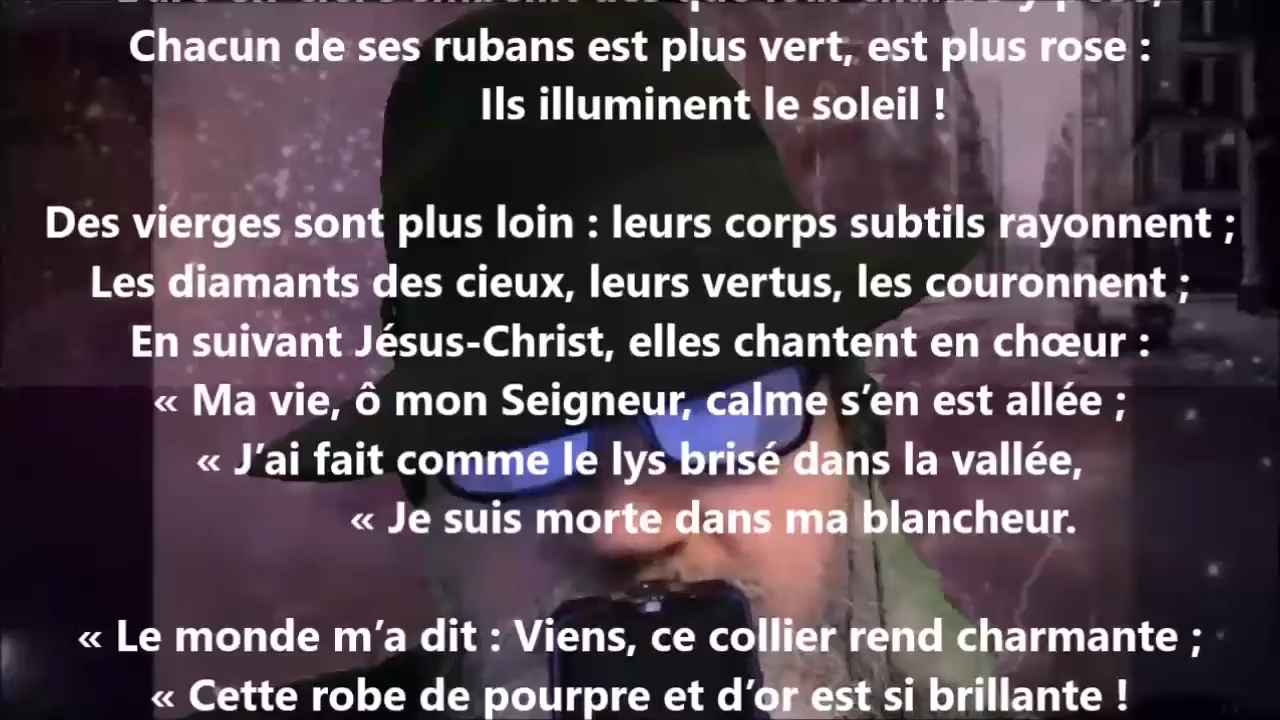 Chacun de ses rubans est plus vert, est plus rose :
Ils illuminent le soleil !
Des vierges sont plus loin : leurs corps subtils rayonnent ;
Les diamants des cieux, leurs vertus, les couronnent ;
En suivant Jésus-Christ, elles chantent en chœur :
« Ma vie, ô mon Seigneur, calme s’en est allée ;
« J’ai fait comme le lys brisé dans la vallée,
« Je suis morte dans ma blancheur.
« Le monde m’a dit : Viens, ce collier rend charmante ;
« Cette robe de pourpre et d’or est si brillante !